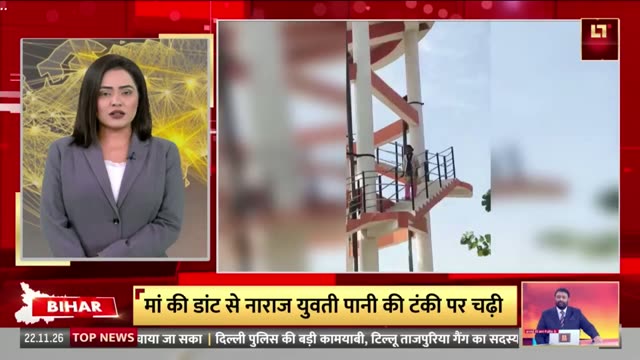 BIHAR
मां की डांट से नाराज युवती पानी की टंकी पर चढ़ी
22.11.26 TOP NEWS चाया जा सका | दिल्ली पुलिस की बड़ी कामयाबी, टिल्लू ताजपुरिया गैंग का सदस्य